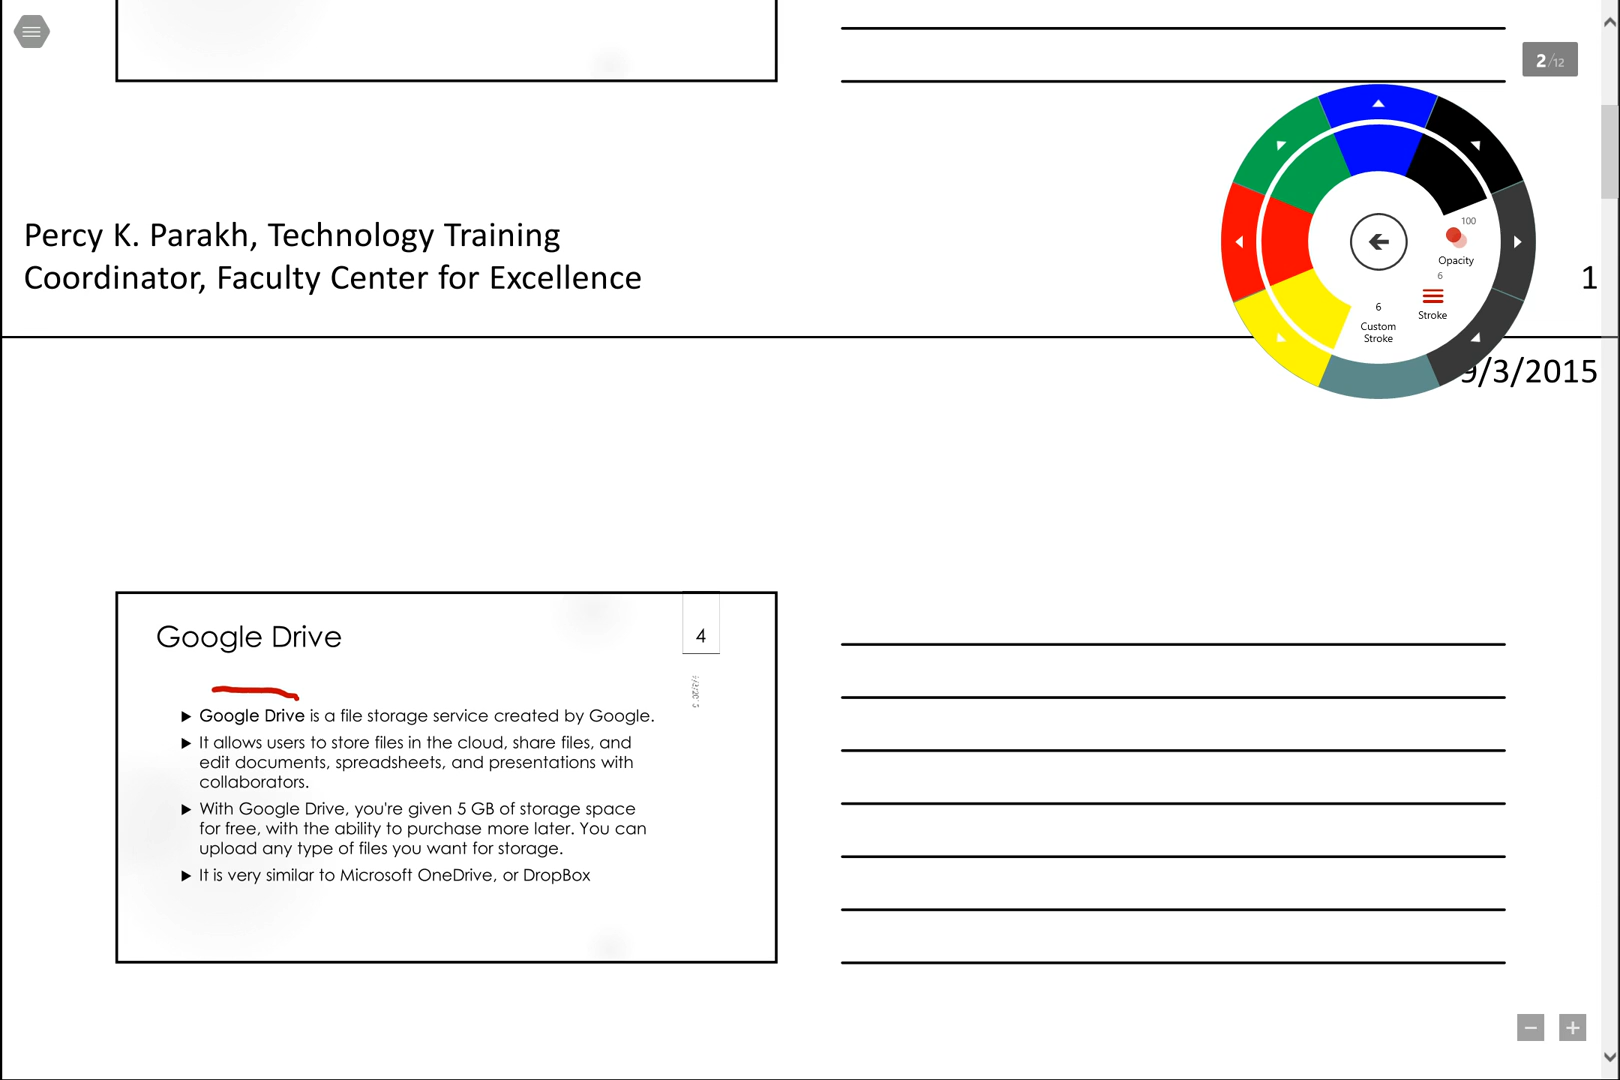 2/12
Percy K. Parakh, Technology Training
Coordinator, Faculty Center for Excellence
100
Opacity
6
Stroke
6
Custom
Stroke
1
9/3/2015
Google Drive
4
▶ Google Drive is a file storage service created by Google.
▶ It allows users to store files in the cloud, share files, and
edit documents, spreadsheets, and presentations with
collaborators.
▶ With Google Drive, you're given 5 GB of storage space
for free, with the ability to purchase more later. You can
upload any type of files you want for storage.
▶ It is very similar to Microsoft OneDrive, or DropBox